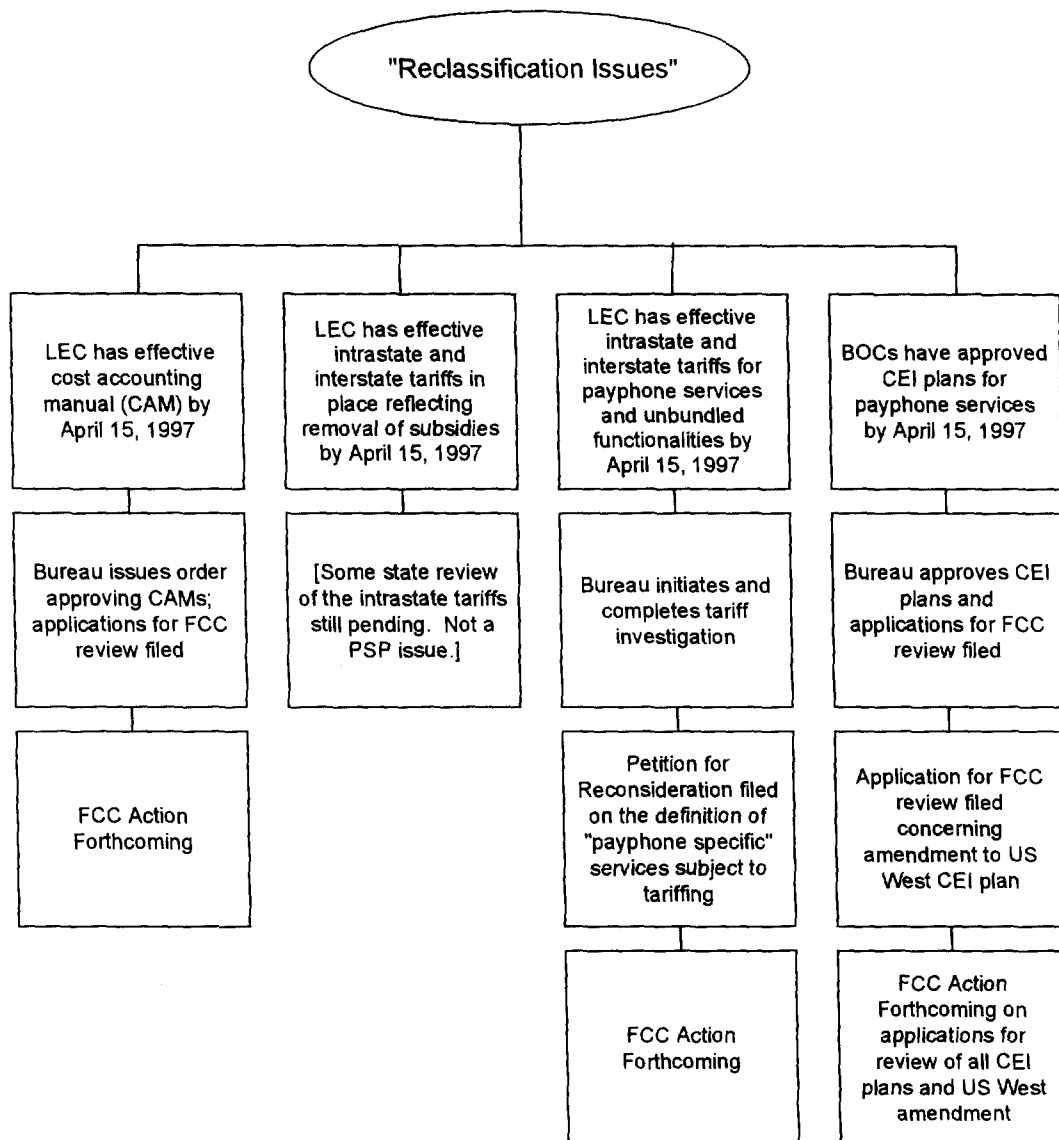 "Reclassification Issues"
LEC has effective
cost accounting
manual (CAM) by
April 15, 1997
LEC has effective
intrastate and
interstate tariffs in
place reflecting
removal of subsidies
by April 15, 1997
LEC has effective
intrastate and
interstate tariffs for
payphone services
and unbundled
functionalities by
April 15, 1997
BOCs have approved
CEI plans for
payphone services
by April 15, 1997
Bureau issues order
approving CAMs;
applications for FCC
review filed
[Some state review
of the intrastate tariffs
still pending. Not a
PSP issue.]
Bureau initiates and
completes tariff
investigation
Bureau approves CEI
plans and
applications for FCC
review filed
FCC Action
Forthcoming
Petition for
Reconsideration filed
on the definition of
"payphone specific"
services subject to
tariffing
Application for FCC
review filed
concerning
amendment to US
West CEI plan
FCC Action
Forthcoming
FCC Action
Forthcoming on
applications for
review of all CEI
plans and US West
amendment